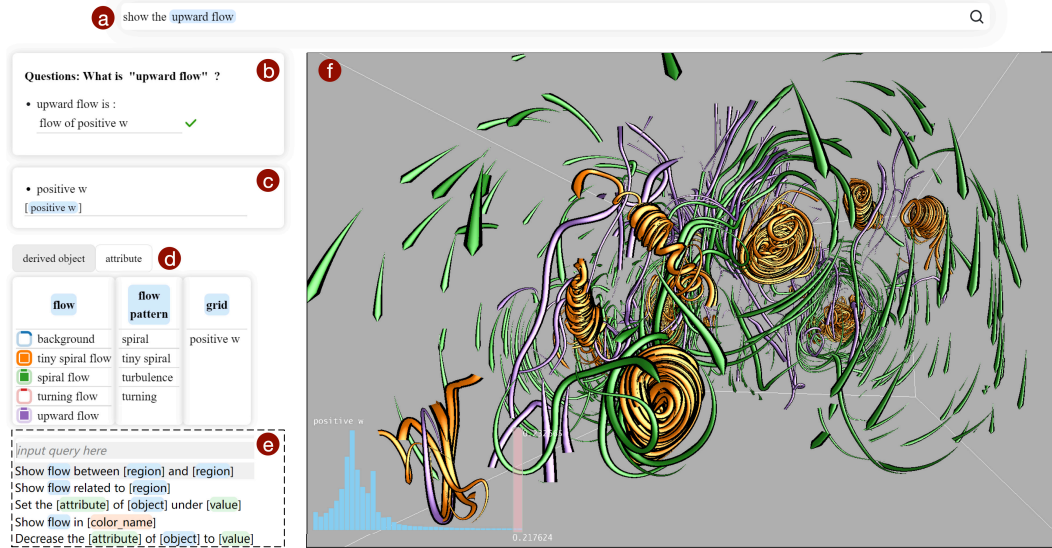 a
show the upward flow
b
Questions: What is "upward flow" ?
• upward flow is :
flow of positive w
c
• positive w
[ positive w ]
d
derived object
attribute
flow
flow pattern
grid
background
spiral
positive w
tiny spiral flow
tiny spiral
spiral flow
turbulence
turning flow
turning
upward flow
e
input query here
Show flow between [region] and [region]
Show flow related to [region]
Set the [attribute] of [object] under [value]
Show flow in [color_name]
Decrease the [attribute] of [object] to [value]
f
positive w
0.217624